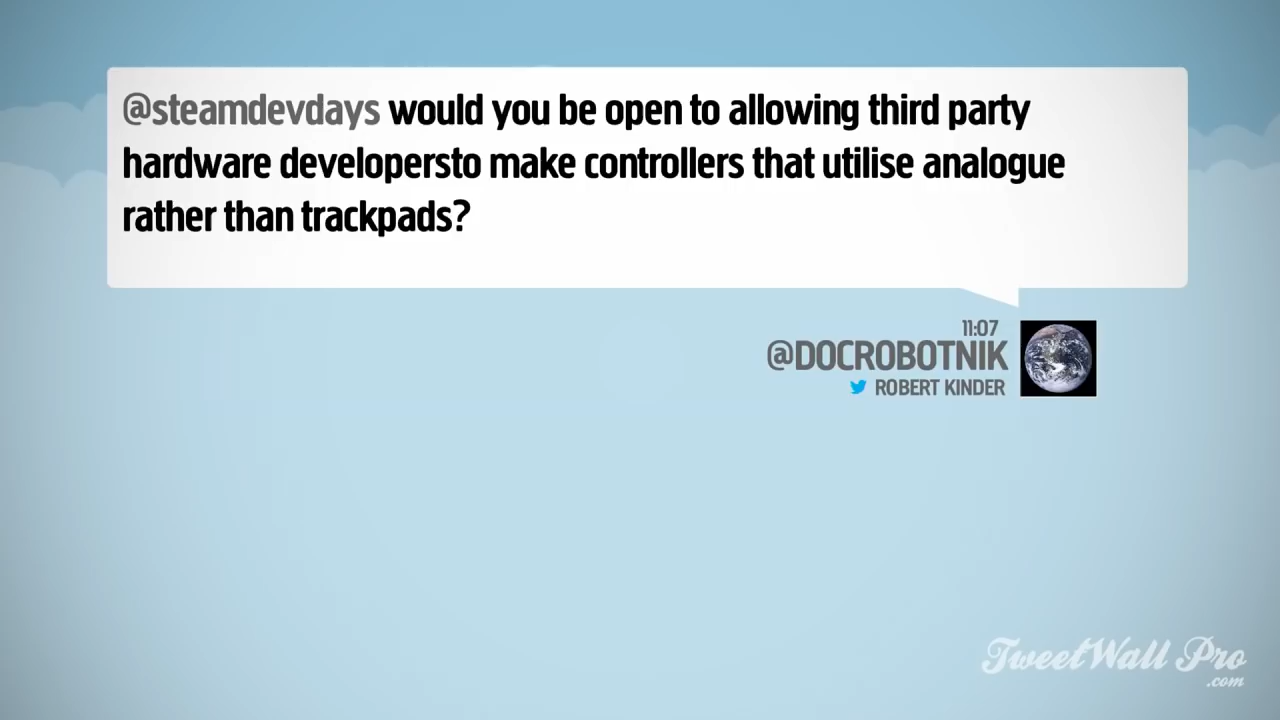 @steamdevdays would you be open to allowing third party
hardware developersto make controllers that utilise analogue
rather than trackpads?
11:07
@DOCROBOTNIK
ROBERT KINDER
TweetWall Pro
.com